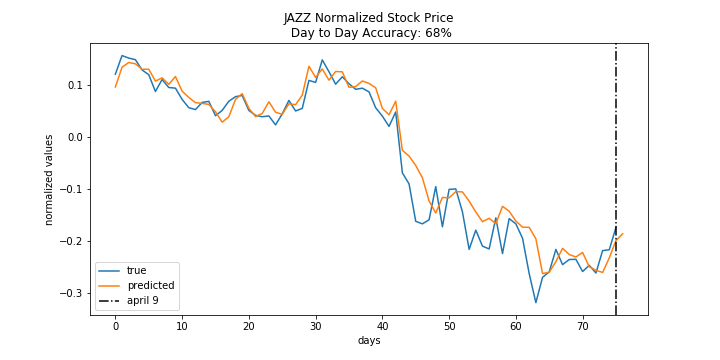 JAZZ Normalized Stock Price
Day to Day Accuracy: 68%
normalized values
0.1
0.0
−0.1
−0.2
−0.3
true
predicted
april 9
0 10 20 30 40 50 60 70
days